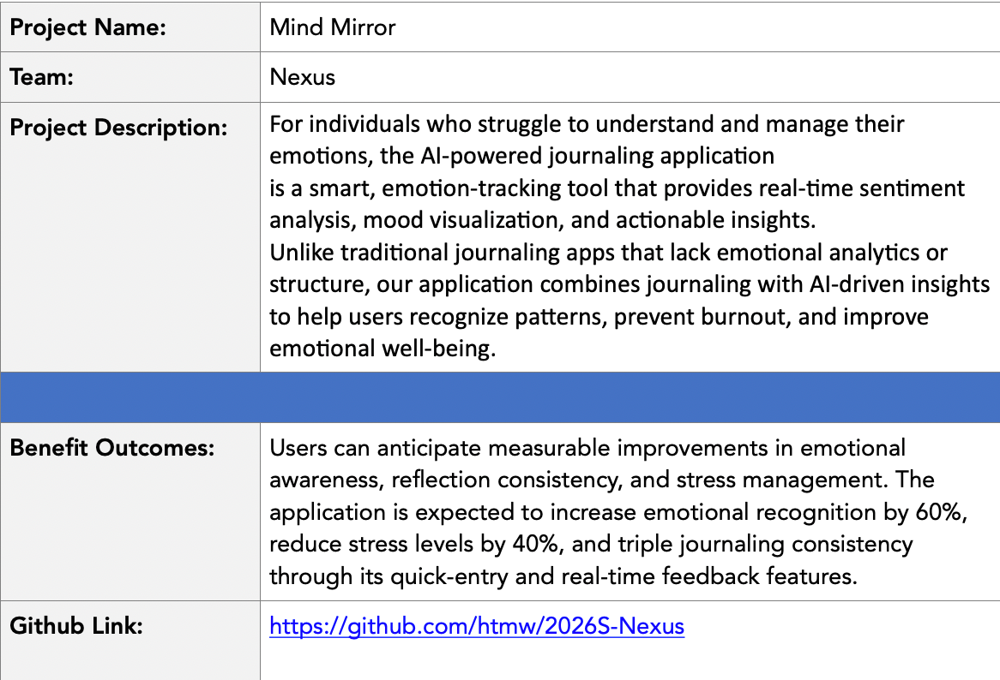 Project Name:
Mind Mirror
Team:
Nexus
Project Description:
For individuals who struggle to understand and manage their
emotions, the AI-powered journaling application
is a smart, emotion-tracking tool that provides real-time sentiment
analysis, mood visualization, and actionable insights.
Unlike traditional journaling apps that lack emotional analytics or
structure, our application combines journaling with AI-driven insights
to help users recognize patterns, prevent burnout, and improve
emotional well-being.
Benefit Outcomes:
Users can anticipate measurable improvements in emotional
awareness, reflection consistency, and stress management. The
application is expected to increase emotional recognition by 60%,
reduce stress levels by 40%, and triple journaling consistency
through its quick-entry and real-time feedback features.
Github Link:
https://github.com/htmw/2026S-Nexus